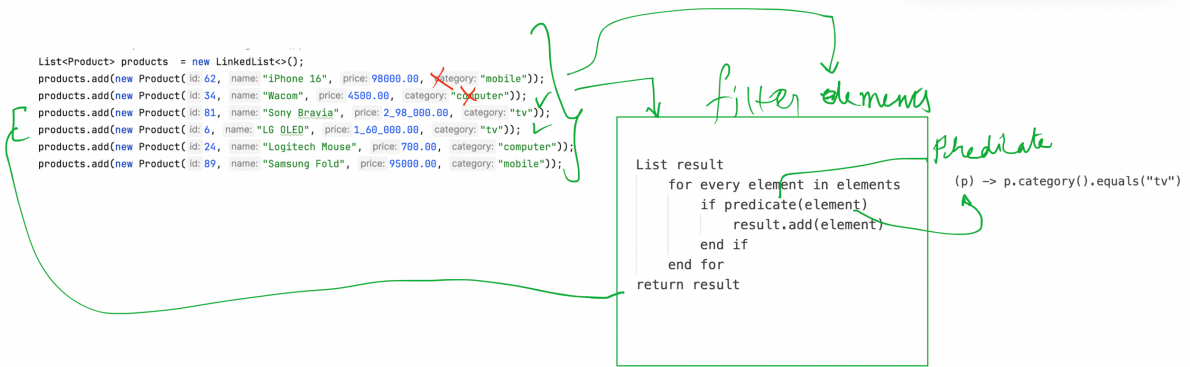 List<Product> products = new LinkedList<>();
products.add(new Product( id: 62, name: "iPhone 16", price: 98000.00, category: "mobile"));
products.add(new Product( id: 34, name: "Wacom", price: 4500.00, category: "computer"));
products.add(new Product( id: 81, name: "Sony Bravia", price: 2_98_000.00, category: "tv"));
products.add(new Product( id: 6, name: "LG OLED", price: 1_60_000.00, category: "tv"));
products.add(new Product( id: 24, name: "Logitech Mouse", price: 700.00, category: "computer"));
products.add(new Product( id: 89, name: "Samsung Fold", price: 95000.00, category: "mobile"));
filter elements
List result
for every element in elements
if predicate(element)
result.add(element)
end if
end for
return result
Predicate
(p) -> p.category().equals("tv")